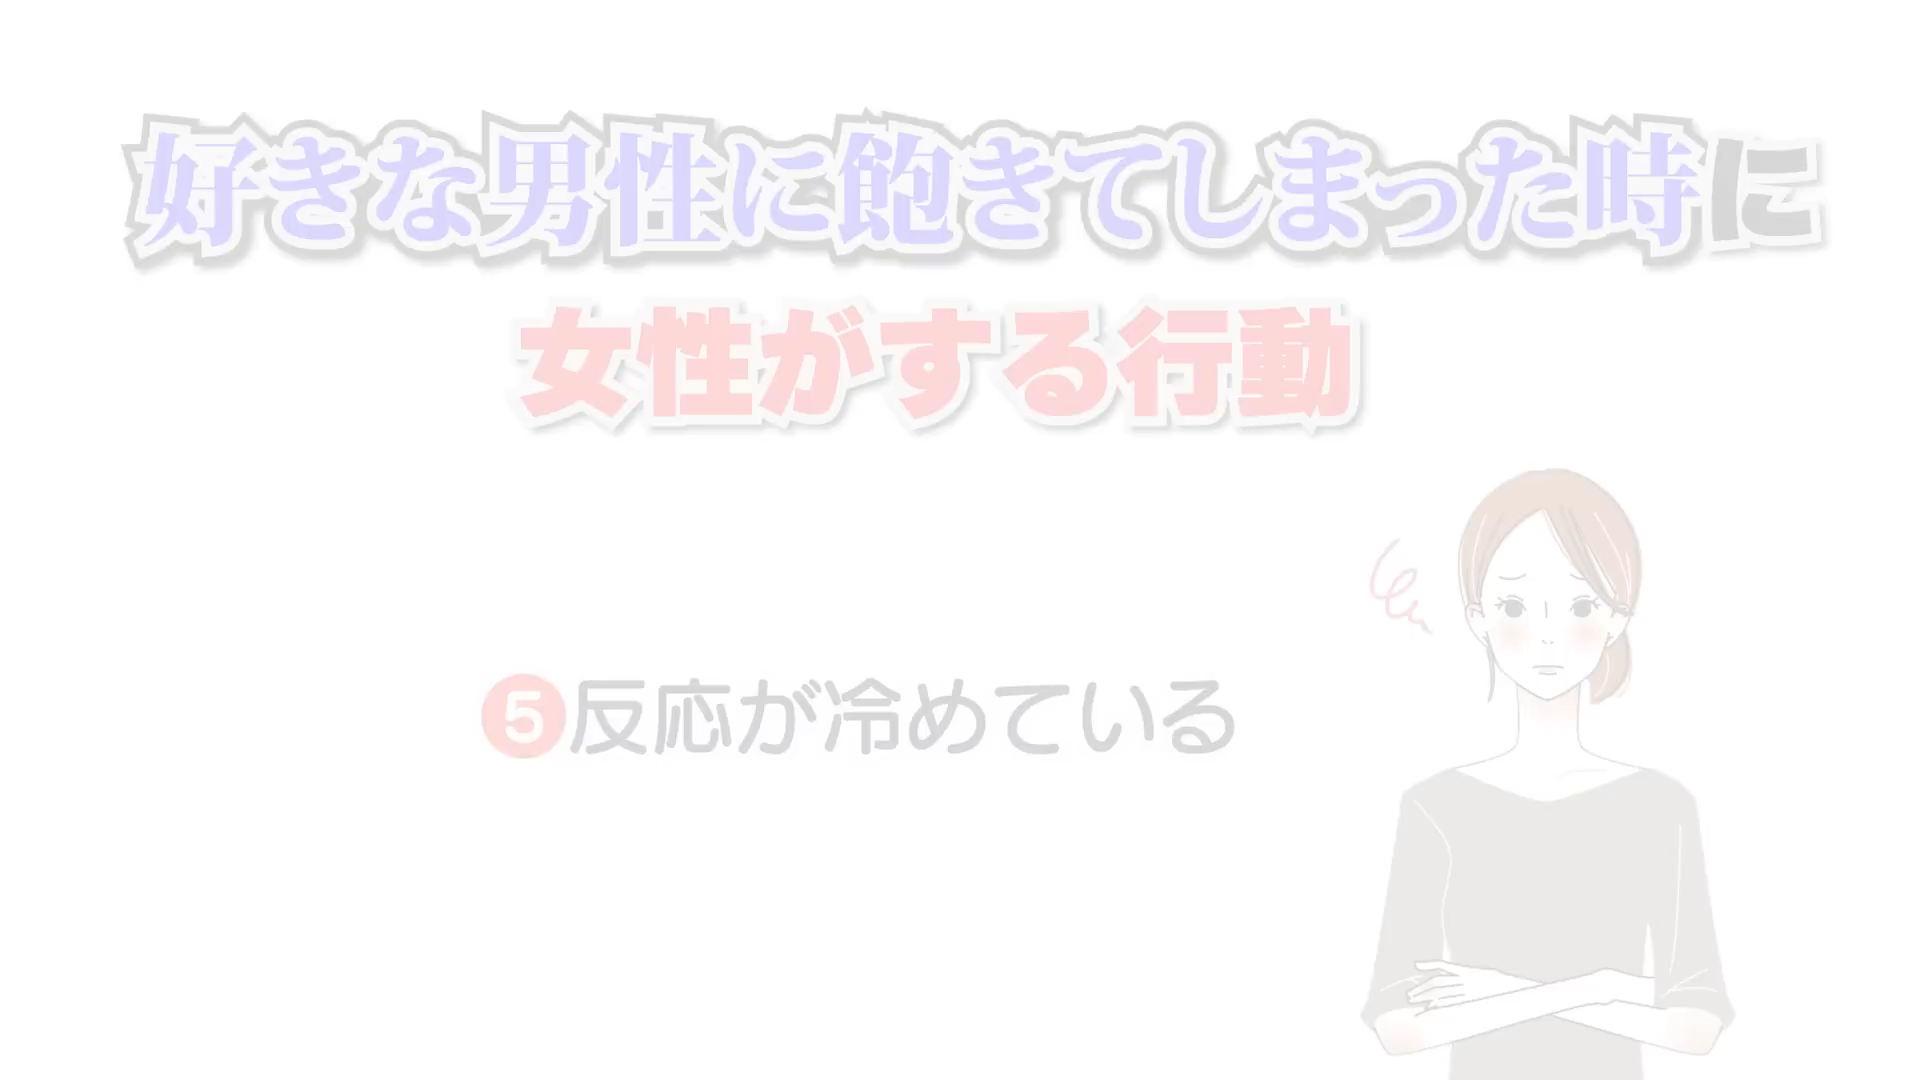 好きな男性に飽きてしまった時に
女性がする行動
❺反応が冷めている